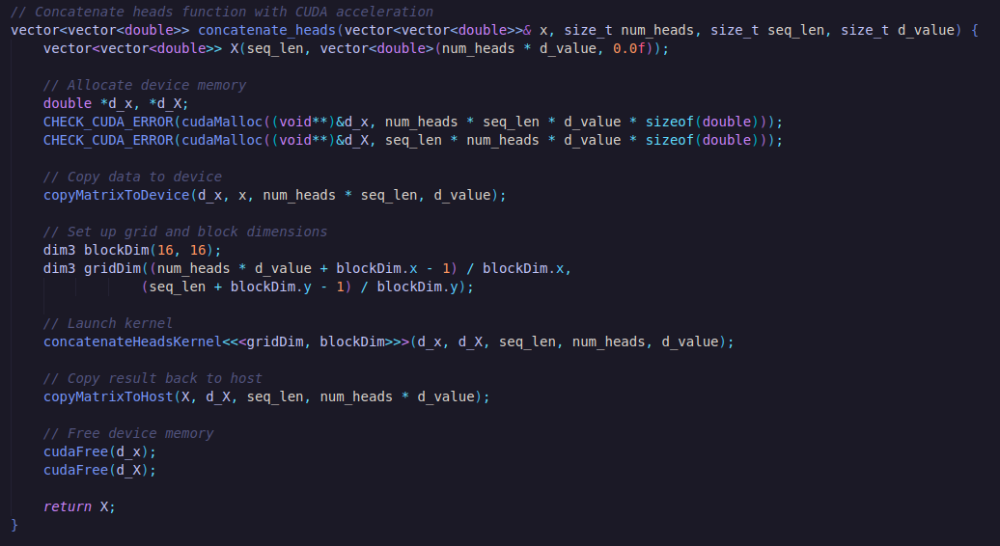 // Concatenate heads function with CUDA acceleration
vector<vector<double>> concatenate_heads(vector<vector<double>>& x, size_t num_heads, size_t seq_len, size_t d_value) {
    vector<vector<double>> X(seq_len, vector<double>(num_heads * d_value, 0.0f));

    // Allocate device memory
    double *d_x, *d_X;
    CHECK_CUDA_ERROR(cudaMalloc((void**)&d_x, num_heads * seq_len * d_value * sizeof(double)));
    CHECK_CUDA_ERROR(cudaMalloc((void**)&d_X, seq_len * num_heads * d_value * sizeof(double)));

    // Copy data to device
    copyMatrixToDevice(d_x, x, num_heads * seq_len, d_value);

    // Set up grid and block dimensions
    dim3 blockDim(16, 16);
    dim3 gridDim((num_heads * d_value + blockDim.x - 1) / blockDim.x,
                (seq_len + blockDim.y - 1) / blockDim.y);

    // Launch kernel
    concatenateHeadsKernel<<<gridDim, blockDim>>>(d_x, d_X, seq_len, num_heads, d_value);

    // Copy result back to host
    copyMatrixToHost(X, d_X, seq_len, num_heads * d_value);

    // Free device memory
    cudaFree(d_x);
    cudaFree(d_X);

    return X;
}